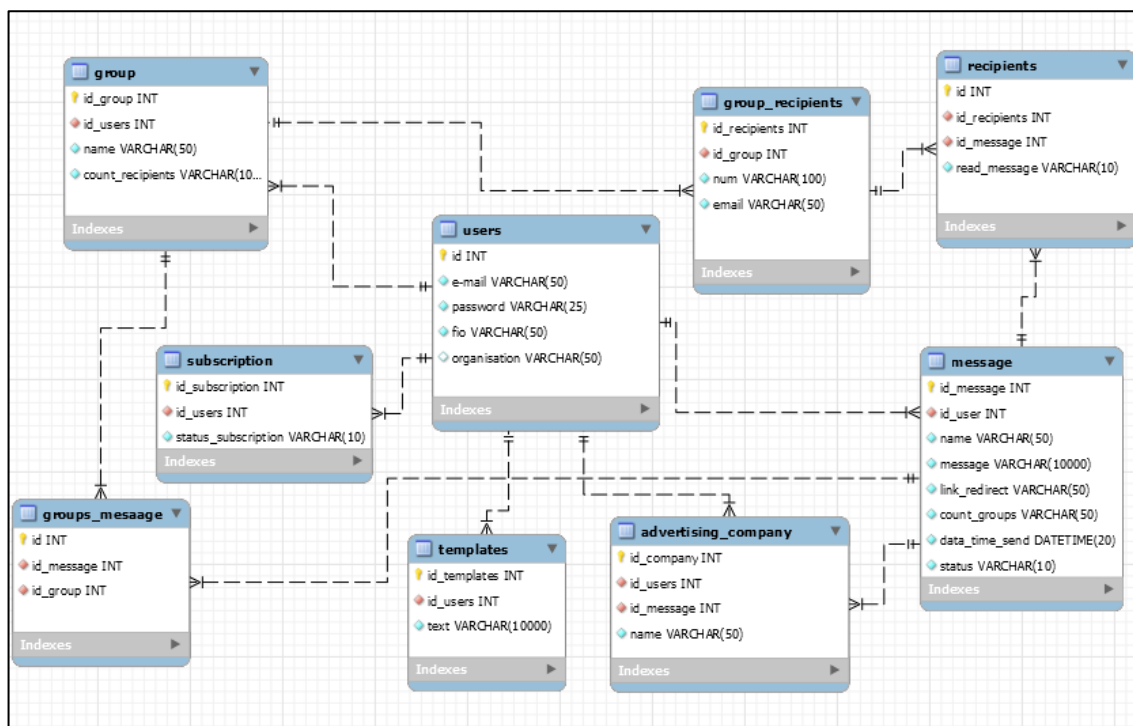 group
id_group INT
id_users INT
name VARCHAR(50)
count_recipients VARCHAR(10...
Indexes
group_recipients
id_recipients INT
id_group INT
num VARCHAR(100)
email VARCHAR(50)
Indexes
recipients
id INT
id_recipients INT
id_message INT
read_message VARCHAR(10)
Indexes
users
id INT
e-mail VARCHAR(50)
password VARCHAR(25)
fio VARCHAR(50)
organisation VARCHAR(50)
Indexes
subscription
id_subscription INT
id_users INT
status_subscription VARCHAR(10)
Indexes
message
id_message INT
id_user INT
name VARCHAR(50)
message VARCHAR(10000)
link_redirect VARCHAR(50)
count_groups VARCHAR(50)
data_time_send DATETIME(20)
status VARCHAR(10)
Indexes
groups_mesaage
id INT
id_message INT
id_group INT
Indexes
templates
id_templates INT
id_users INT
text VARCHAR(10000)
Indexes
advertising_company
id_company INT
id_users INT
id_message INT
name VARCHAR(50)
Indexes